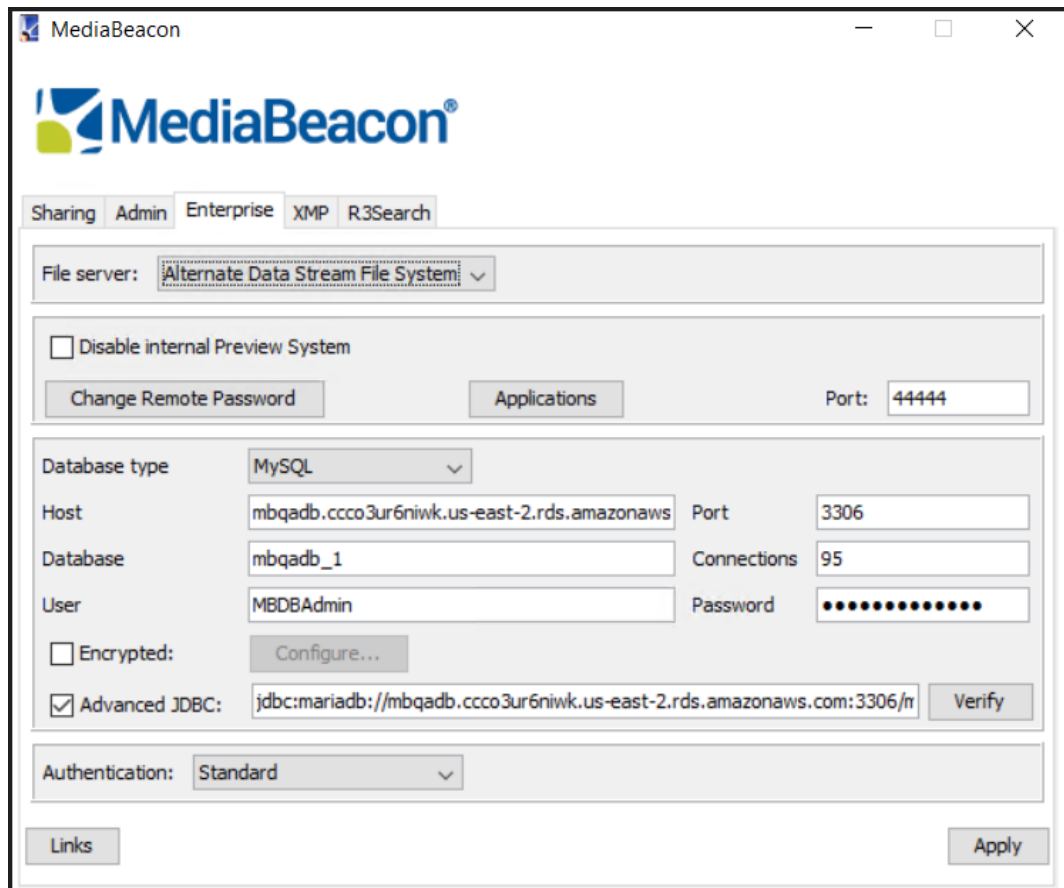 MediaBeacon
MediaBeacon®
Sharing Admin Enterprise XMP R3Search
File server: Alternate Data Stream File System
Disable internal Preview System
Change Remote Password Applications Port: 44444
Database type MySQL
Host mbqadb.ccco3ur6niwk.us-east-2.rds.amazonaws Port 3306
Database mbqadb_1 Connections 95
User MBDBAdmin Password •••••••••••••
Encrypted: Configure...
Advanced JDBC: jdbc:mariadb://mbqadb.ccco3ur6niwk.us-east-2.rds.amazonaws.com:3306/m Verify
Authentication: Standard
Links Apply